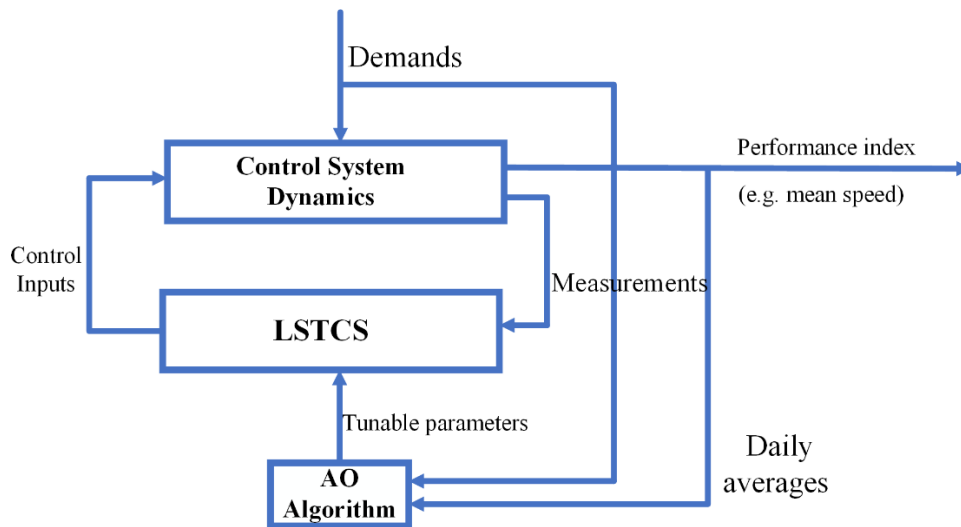 Demands
Control System
Dynamics
Performance index
(e.g. mean speed)
Control
Inputs
Measurements
LSTCS
Tunable parameters
Daily
averages
AO
Algorithm